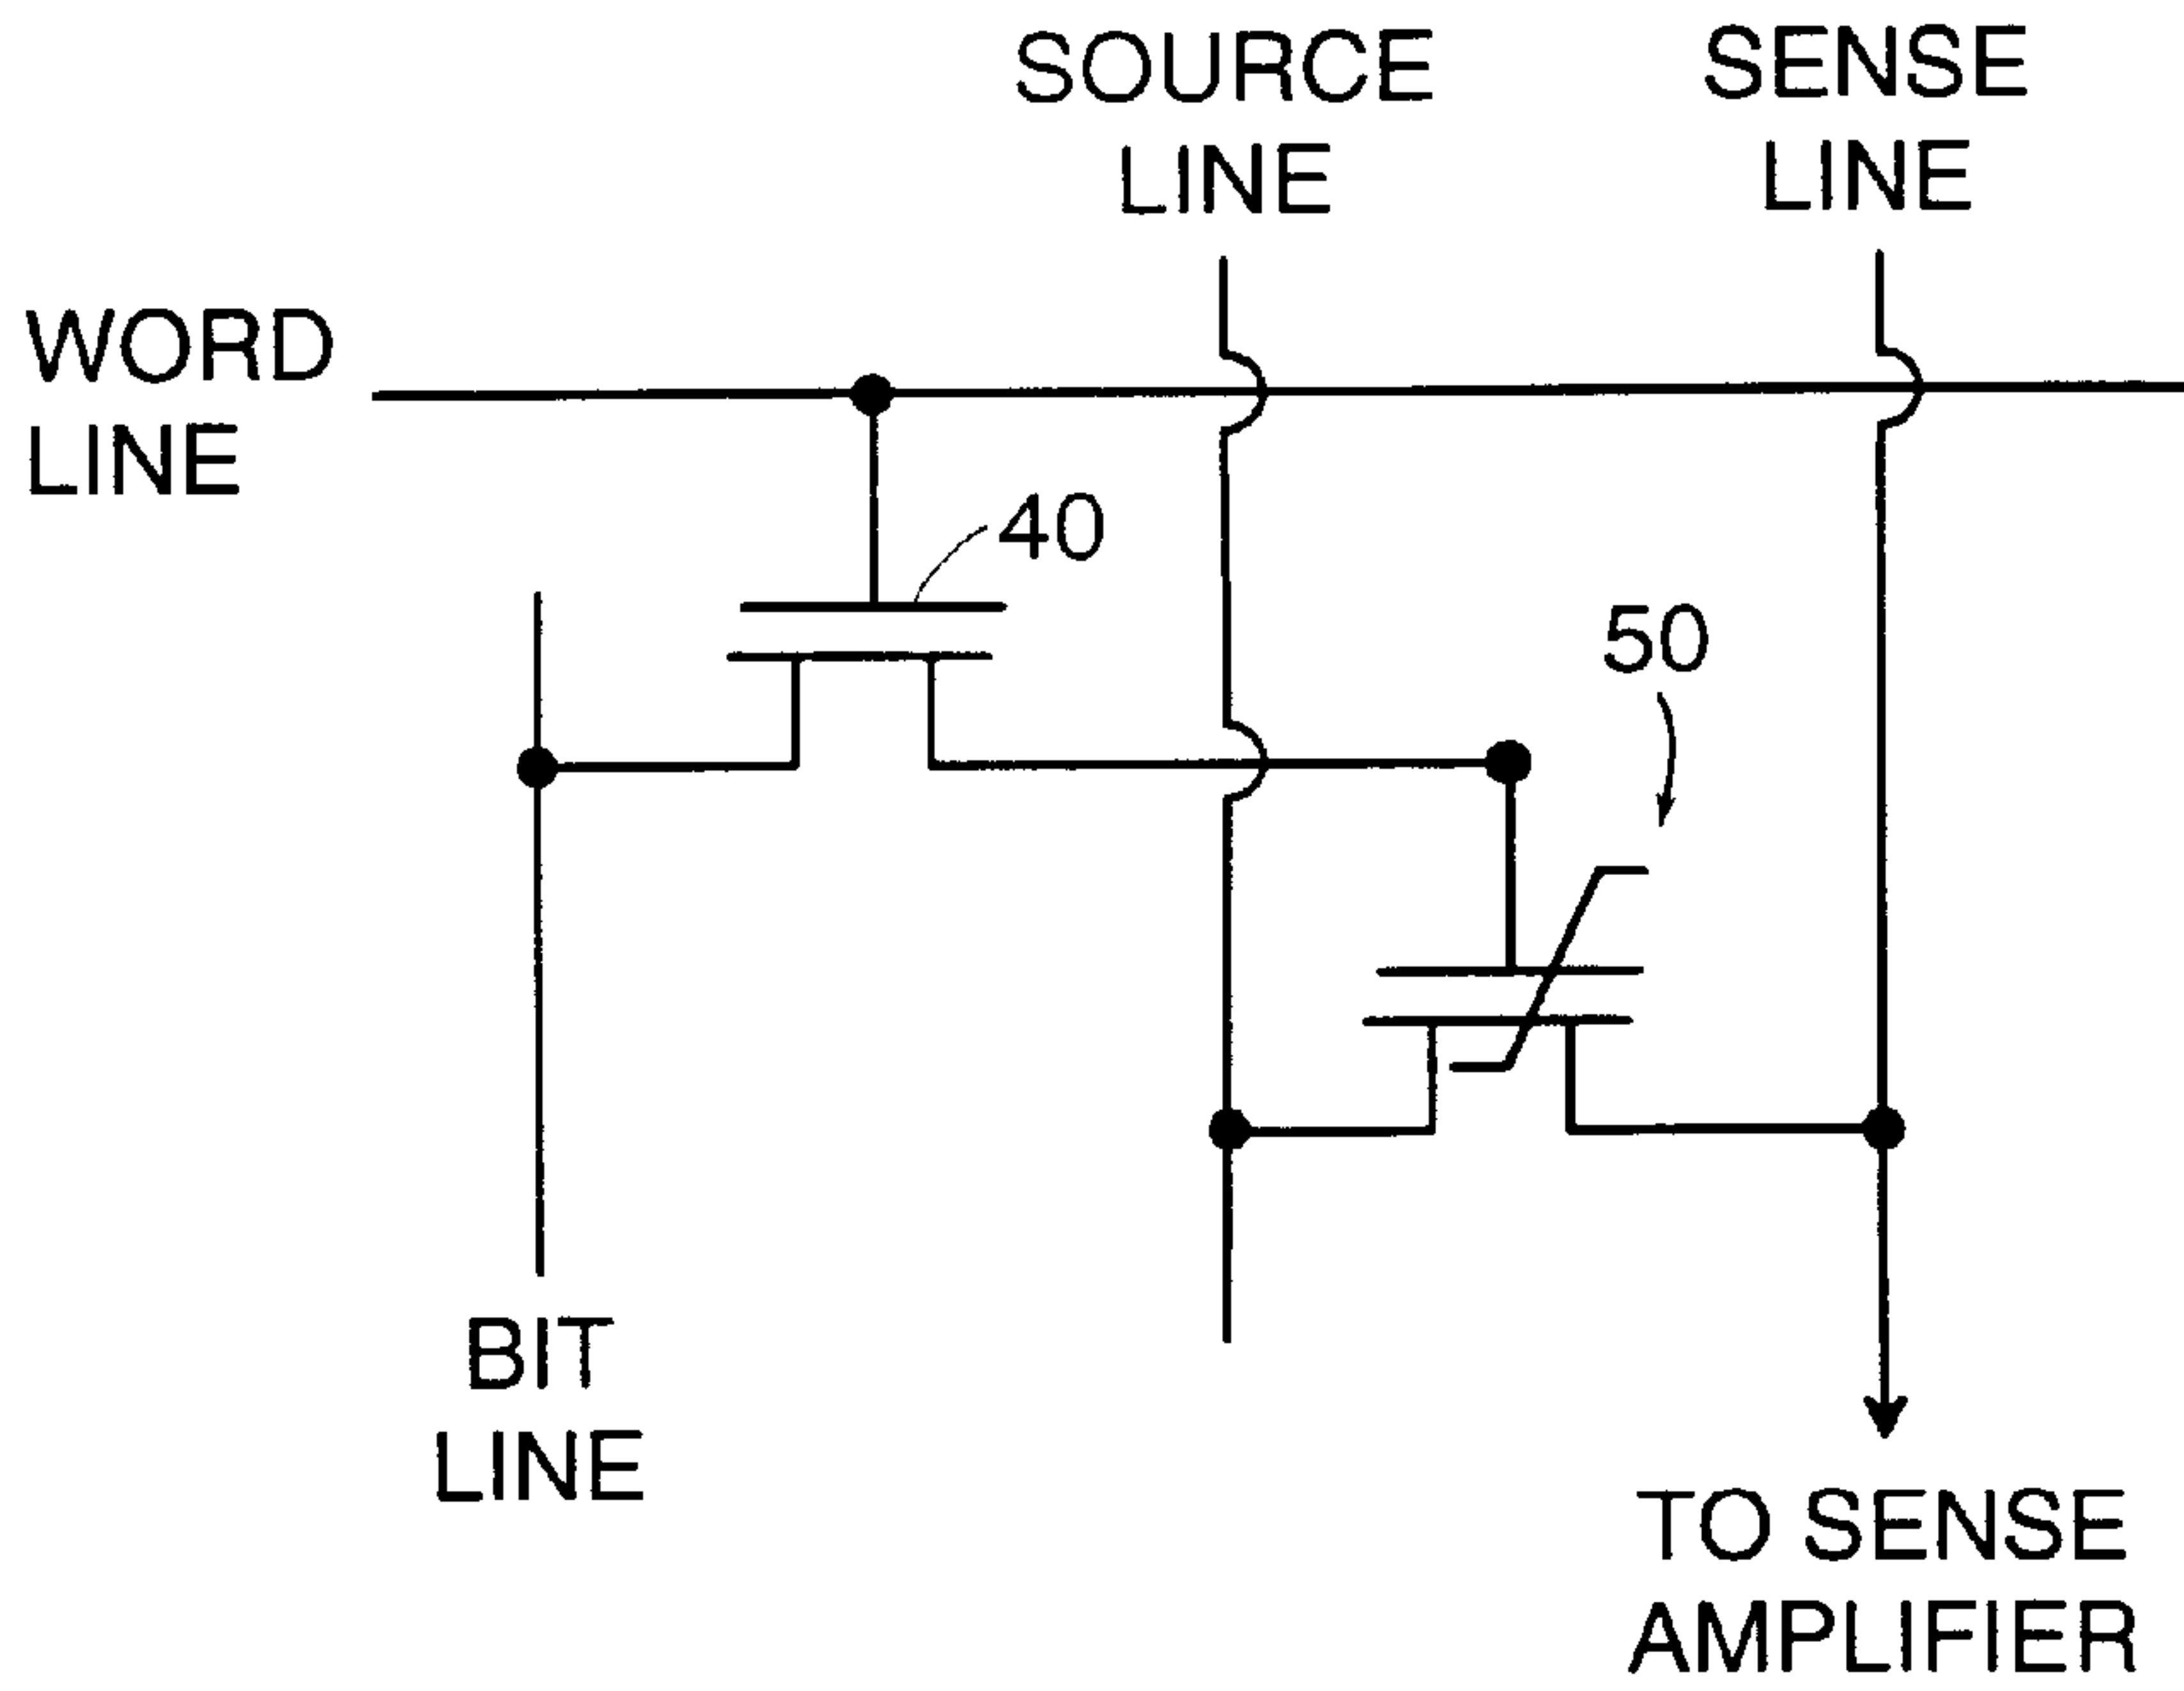 SOURCE
LINE
SENSE
LINE
WORD
LINE
40
50
BIT
LINE
TO SENSE
AMPLIFIER